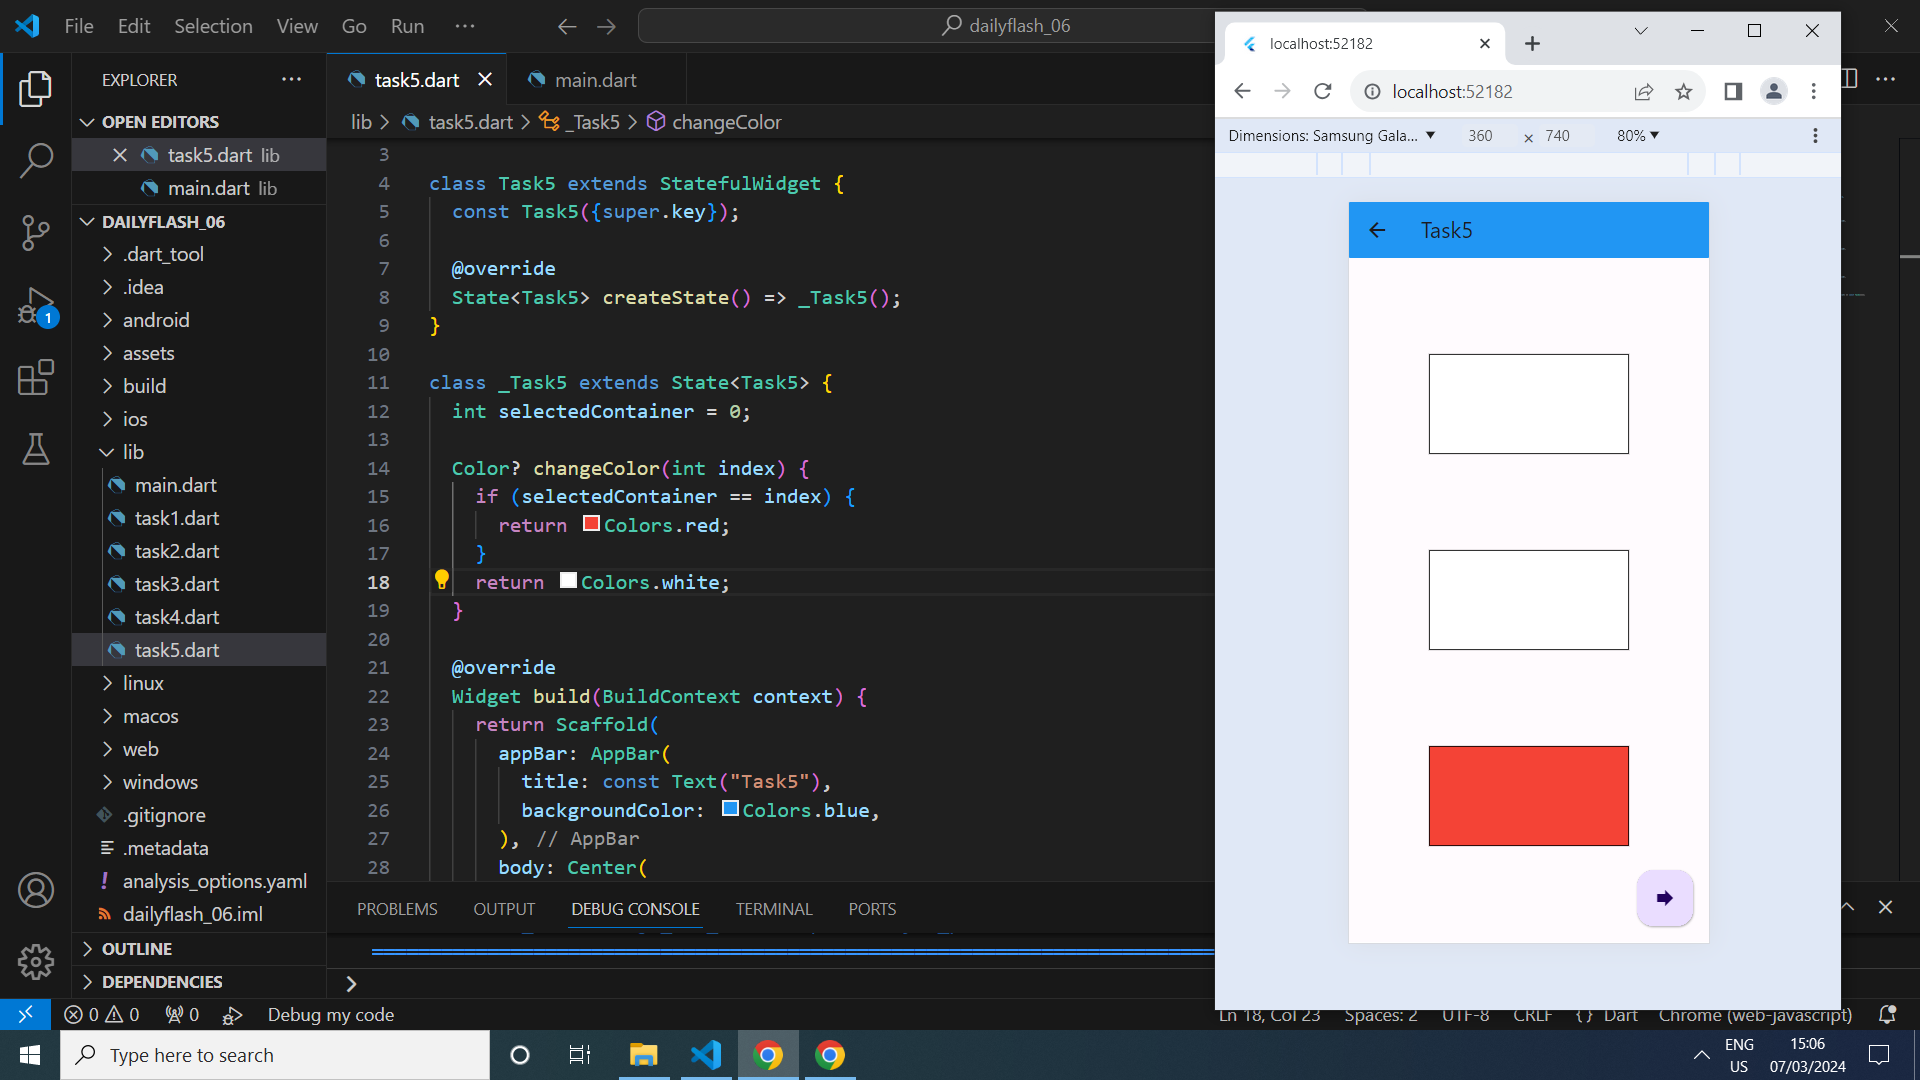 File Edit Selection View Go Run ···
dailyflash_06
EXPLORER ···
OPEN EDITORS
task5.dart lib
main.dart lib
DAILYFLASH_06
.dart_tool
.idea
android
assets
build
ios
lib
main.dart
task1.dart
task2.dart
task3.dart
task4.dart
task5.dart
linux
macos
web
windows
.gitignore
.metadata
analysis_options.yaml
dailyflash_06.iml
OUTLINE
DEPENDENCIES
task5.dart main.dart
lib > task5.dart > _Task5 > changeColor
3
4 class Task5 extends StatefulWidget {
5 const Task5({super.key});
6
7 @override
8 State<Task5> createState() => _Task5();
9 }
10
11 class _Task5 extends State<Task5> {
12 int selectedContainer = 0;
13
14 Color? changeColor(int index) {
15 if (selectedContainer == index) {
16 return Colors.red;
17 }
18 return Colors.white;
19 }
20
21 @override
22 Widget build(BuildContext context) {
23 return Scaffold(
24 appBar: AppBar(
25 title: const Text("Task5"),
26 backgroundColor: Colors.blue,
27 ), // AppBar
28 body: Center(
PROBLEMS OUTPUT DEBUG CONSOLE TERMINAL PORTS
localhost:52182
localhost:52182
Dimensions: Samsung Gala... 360 × 740 80%
Task5
1
0 0 0 Debug my code
Ln 18, Col 23 Spaces: 2 UTF-8 CRLF {} Dart Chrome (web-javascript)
Type here to search
ENG
US
15:06
07/03/2024